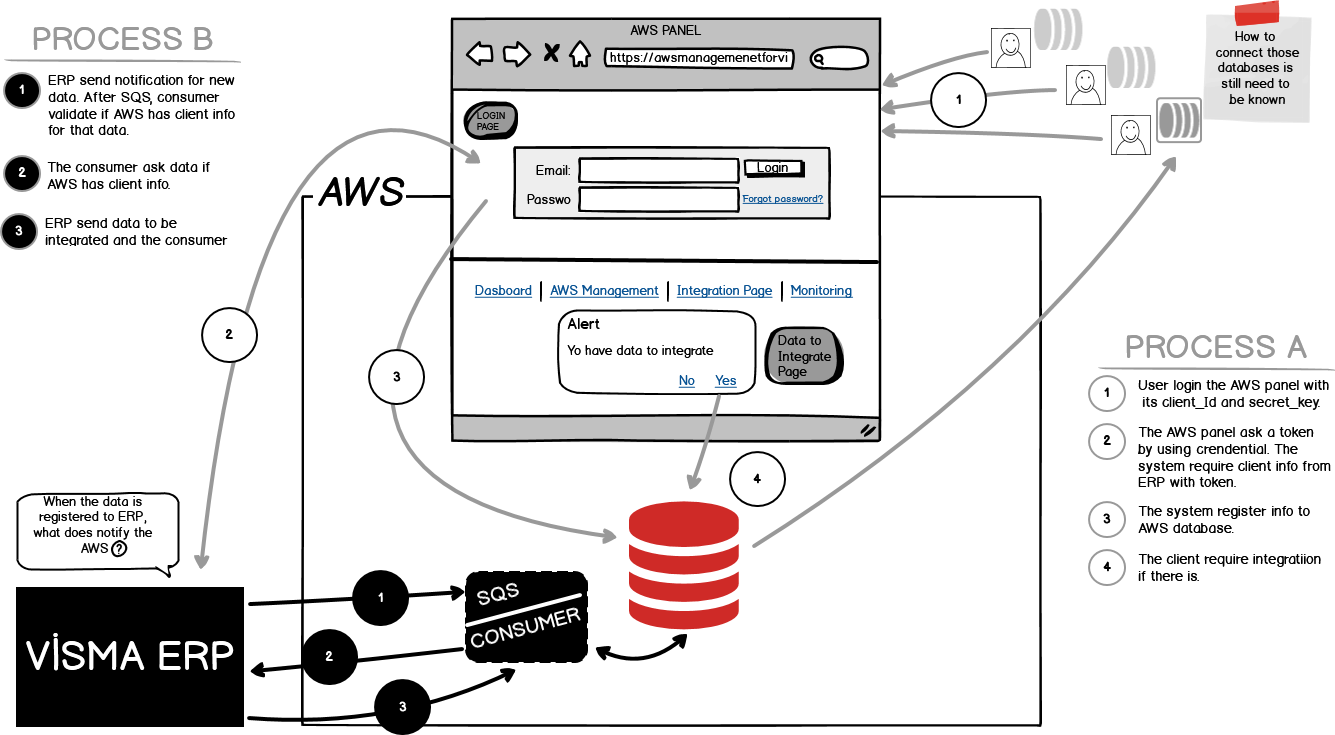 PROCESS B
1
ERP send notification for new
data. After SQS, consumer
validate if AWS has client info
for that data.
2
The consumer ask data if
AWS has client info.
3
ERP send data to be
integrated and the consumer
AWS PANEL
https://awsmanagemenetforvi
LOGIN
PAGE
Email:
Login
Passwo
Forgot password?
AWS
Dasboard
AWS Management
Integration Page
Monitoring
Alert
Yo have data to integrate
No
Yes
Data to
Integrate
Page
1
How to
connect those
databases is
still need to
be known
2
3
4
PROCESS A
1
User login the AWS panel with
its client_Id and secret_key.
2
The AWS panel ask a token
by using crendential. The
system require client info from
ERP with token.
3
The system register info to
AWS database.
4
The client require integratiion
if there is.
When the data is
registered to ERP,
what does notify the
AWS ?
VİSMA ERP
1
2
3
SQS
CONSUMER